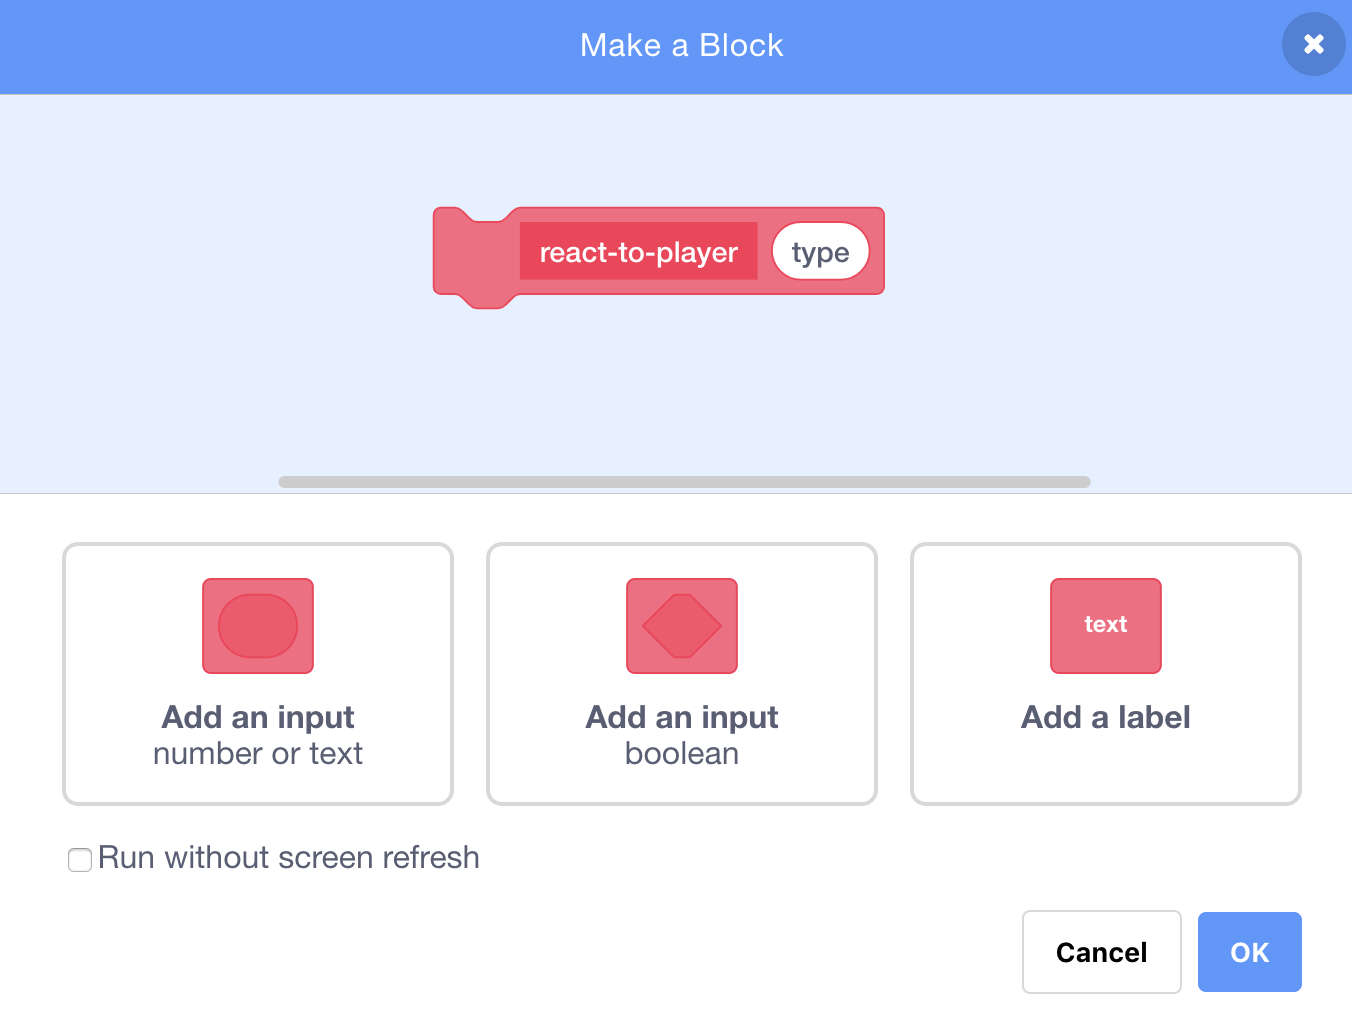 Make a Block
react-to-player type
text
Add an input
number or text
Add an input
boolean
Add a label
Run without screen refresh
Cancel
OK